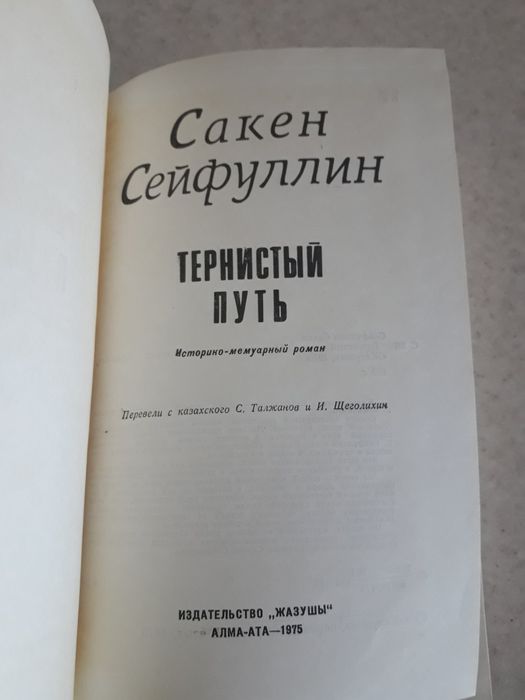 Сакен
Сейфуллин
ТЕРНИСТЫЙ
ПУТЬ
Историко-мемуарный роман
Перевели с казахского С. Талжанов и И. Щеголихин
ИЗДАТЕЛЬСТВО „ЖАЗУШЫ"
АЛМА-АТА—1975